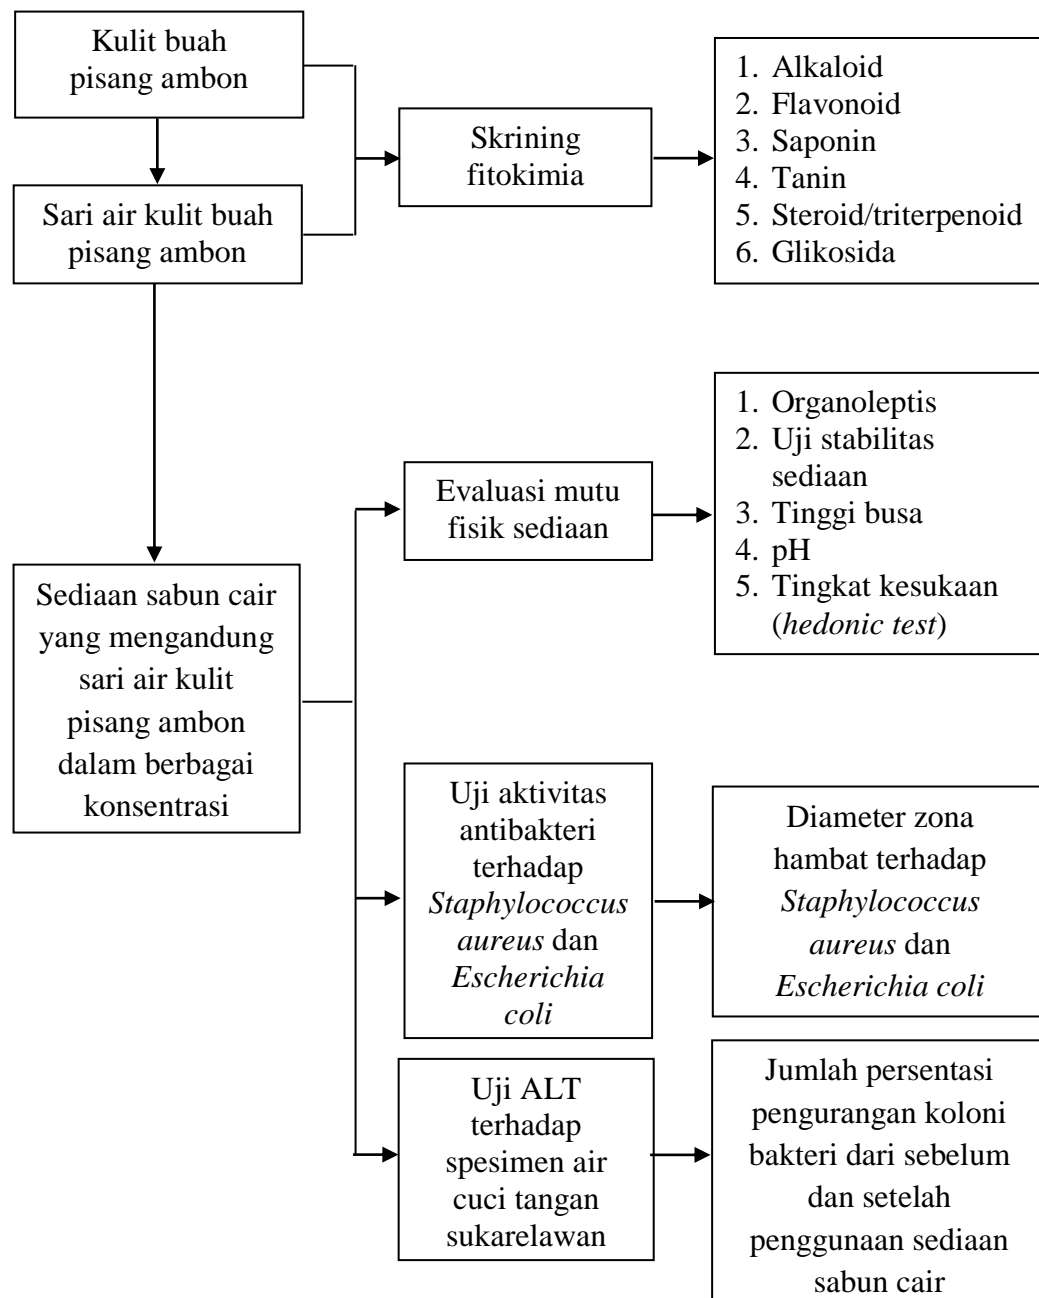 Kulit buah
pisang ambon
Sari air kulit buah
pisang ambon
Skrining
fitokimia
1. Alkaloid
2. Flavonoid
3. Saponin
4. Tanin
5. Steroid/triterpenoid
6. Glikosida
Sediaan sabun cair
yang mengandung
sari air kulit
pisang ambon
dalam berbagai
konsentrasi
Evaluasi mutu
fisik sediaan
1. Organoleptis
2. Uji stabilitas
sediaan
3. Tinggi busa
4. pH
5. Tingkat kesukaan
(hedonic test)
Uji aktivitas
antibakteri
terhadap
Staphylococcus
aureus dan
Escherichia
coli
Diameter zona
hambat terhadap
Staphylococcus
aureus dan
Escherichia coli
Uji ALT
terhadap
spesimen air
cuci tangan
sukarelawan
Jumlah persentasi
pengurangan koloni
bakteri dari sebelum
dan setelah
penggunaan sediaan
sabun cair